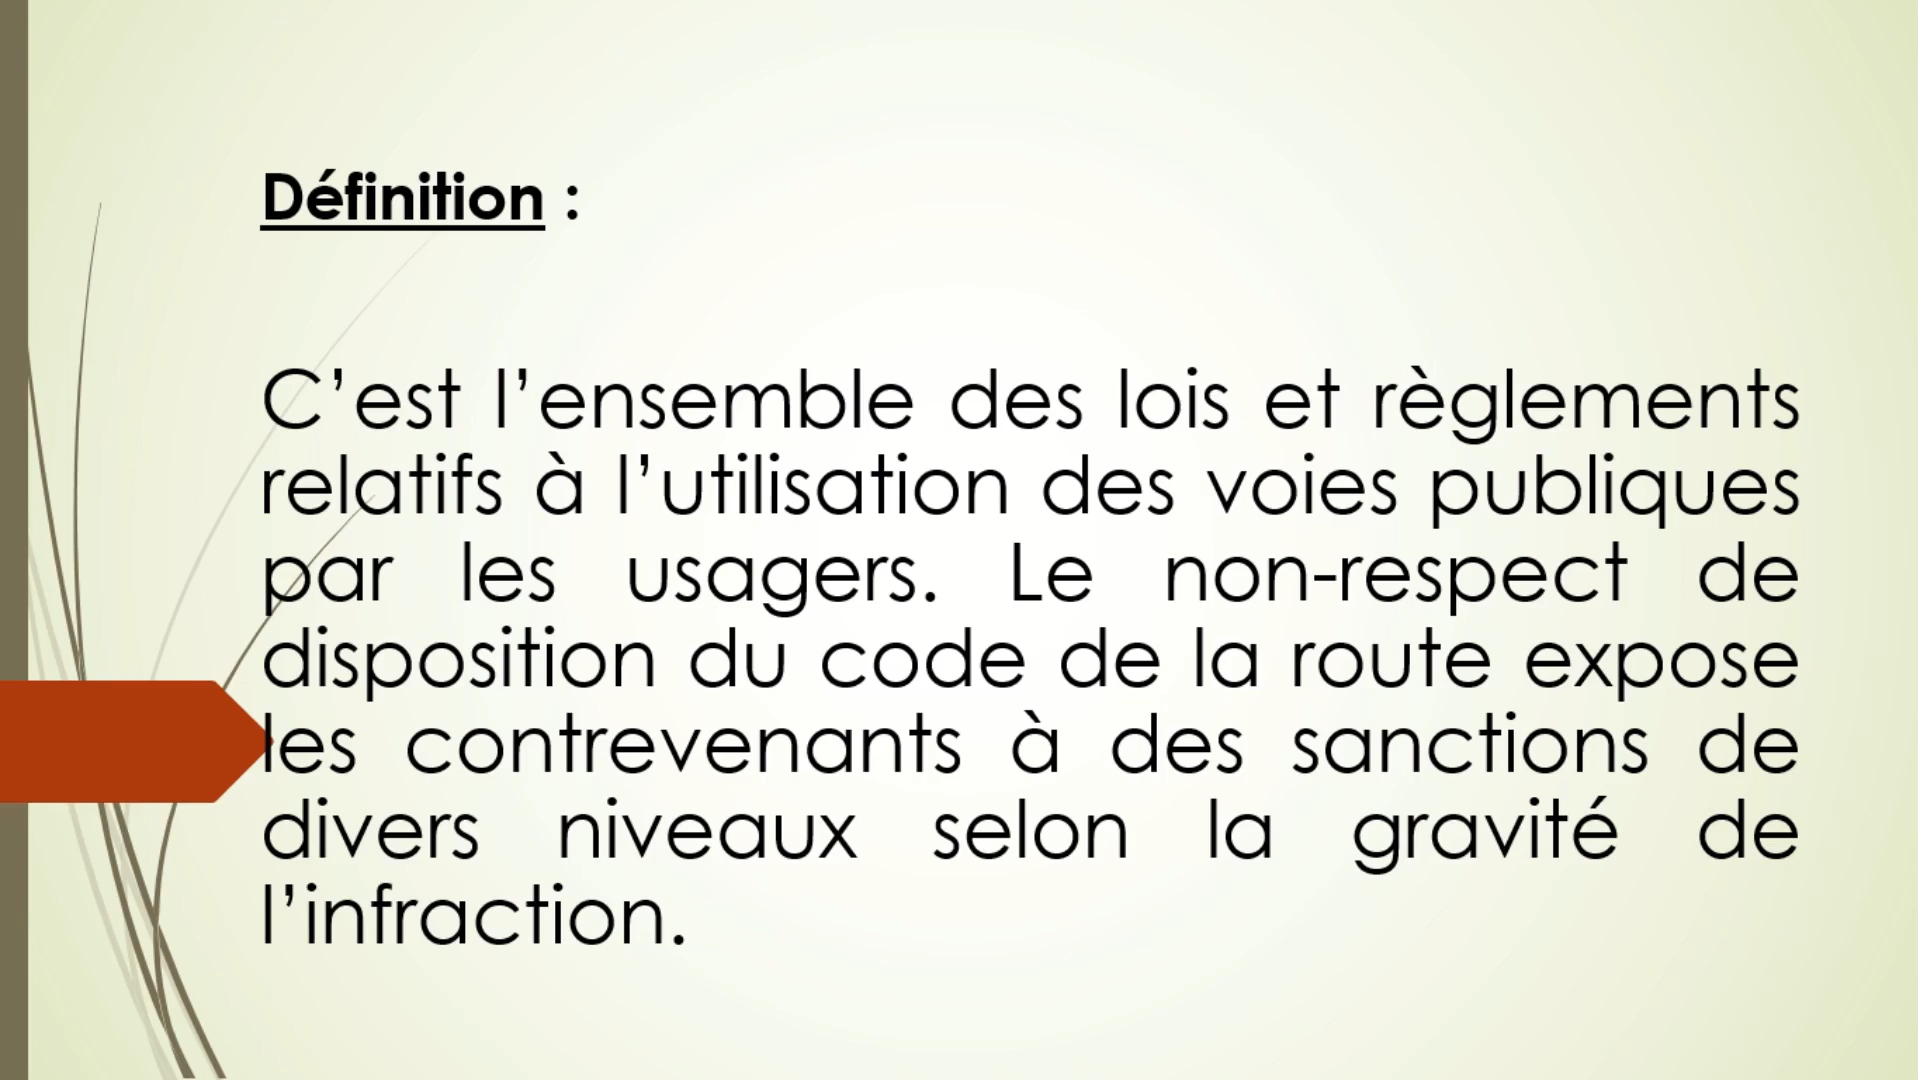 Définition :
C’est l’ensemble des lois et règlements
relatifs à l’utilisation des voies publiques
par les usagers. Le non-respect de
disposition du code de la route expose
les contrevenants à des sanctions de
divers niveaux selon la gravité de
l’infraction.